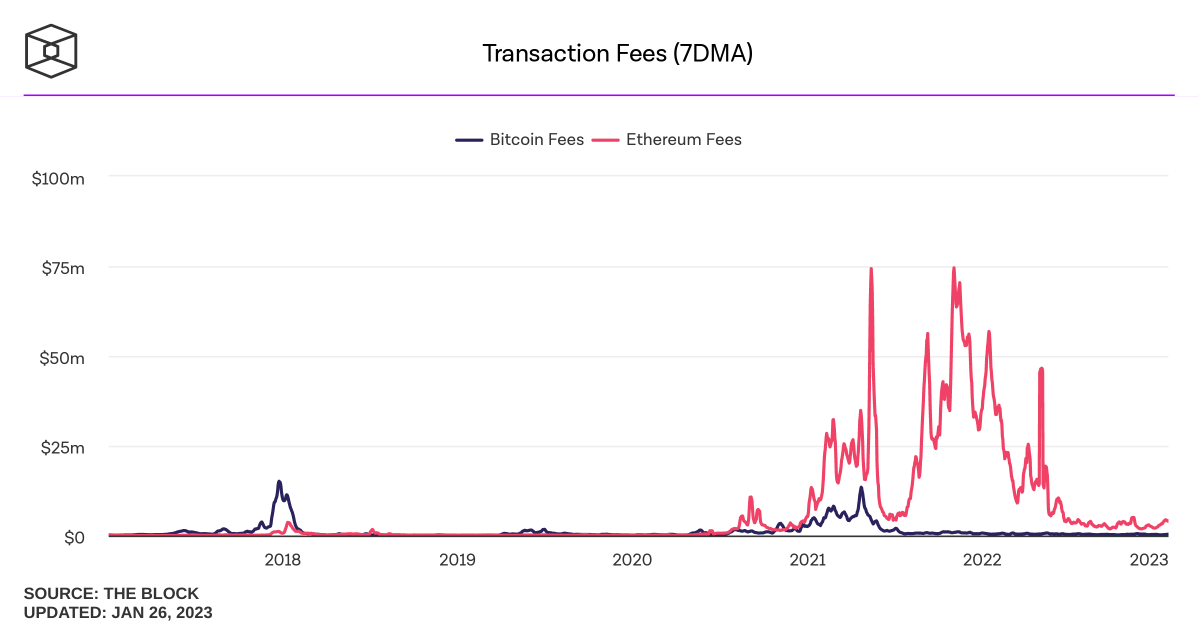 Transaction Fees (7DMA)
Bitcoin Fees Ethereum Fees
$100m
$75m
$50m
$25m
$0
2018 2019 2020 2021 2022 2023
SOURCE: THE BLOCK
UPDATED: JAN 26, 2023